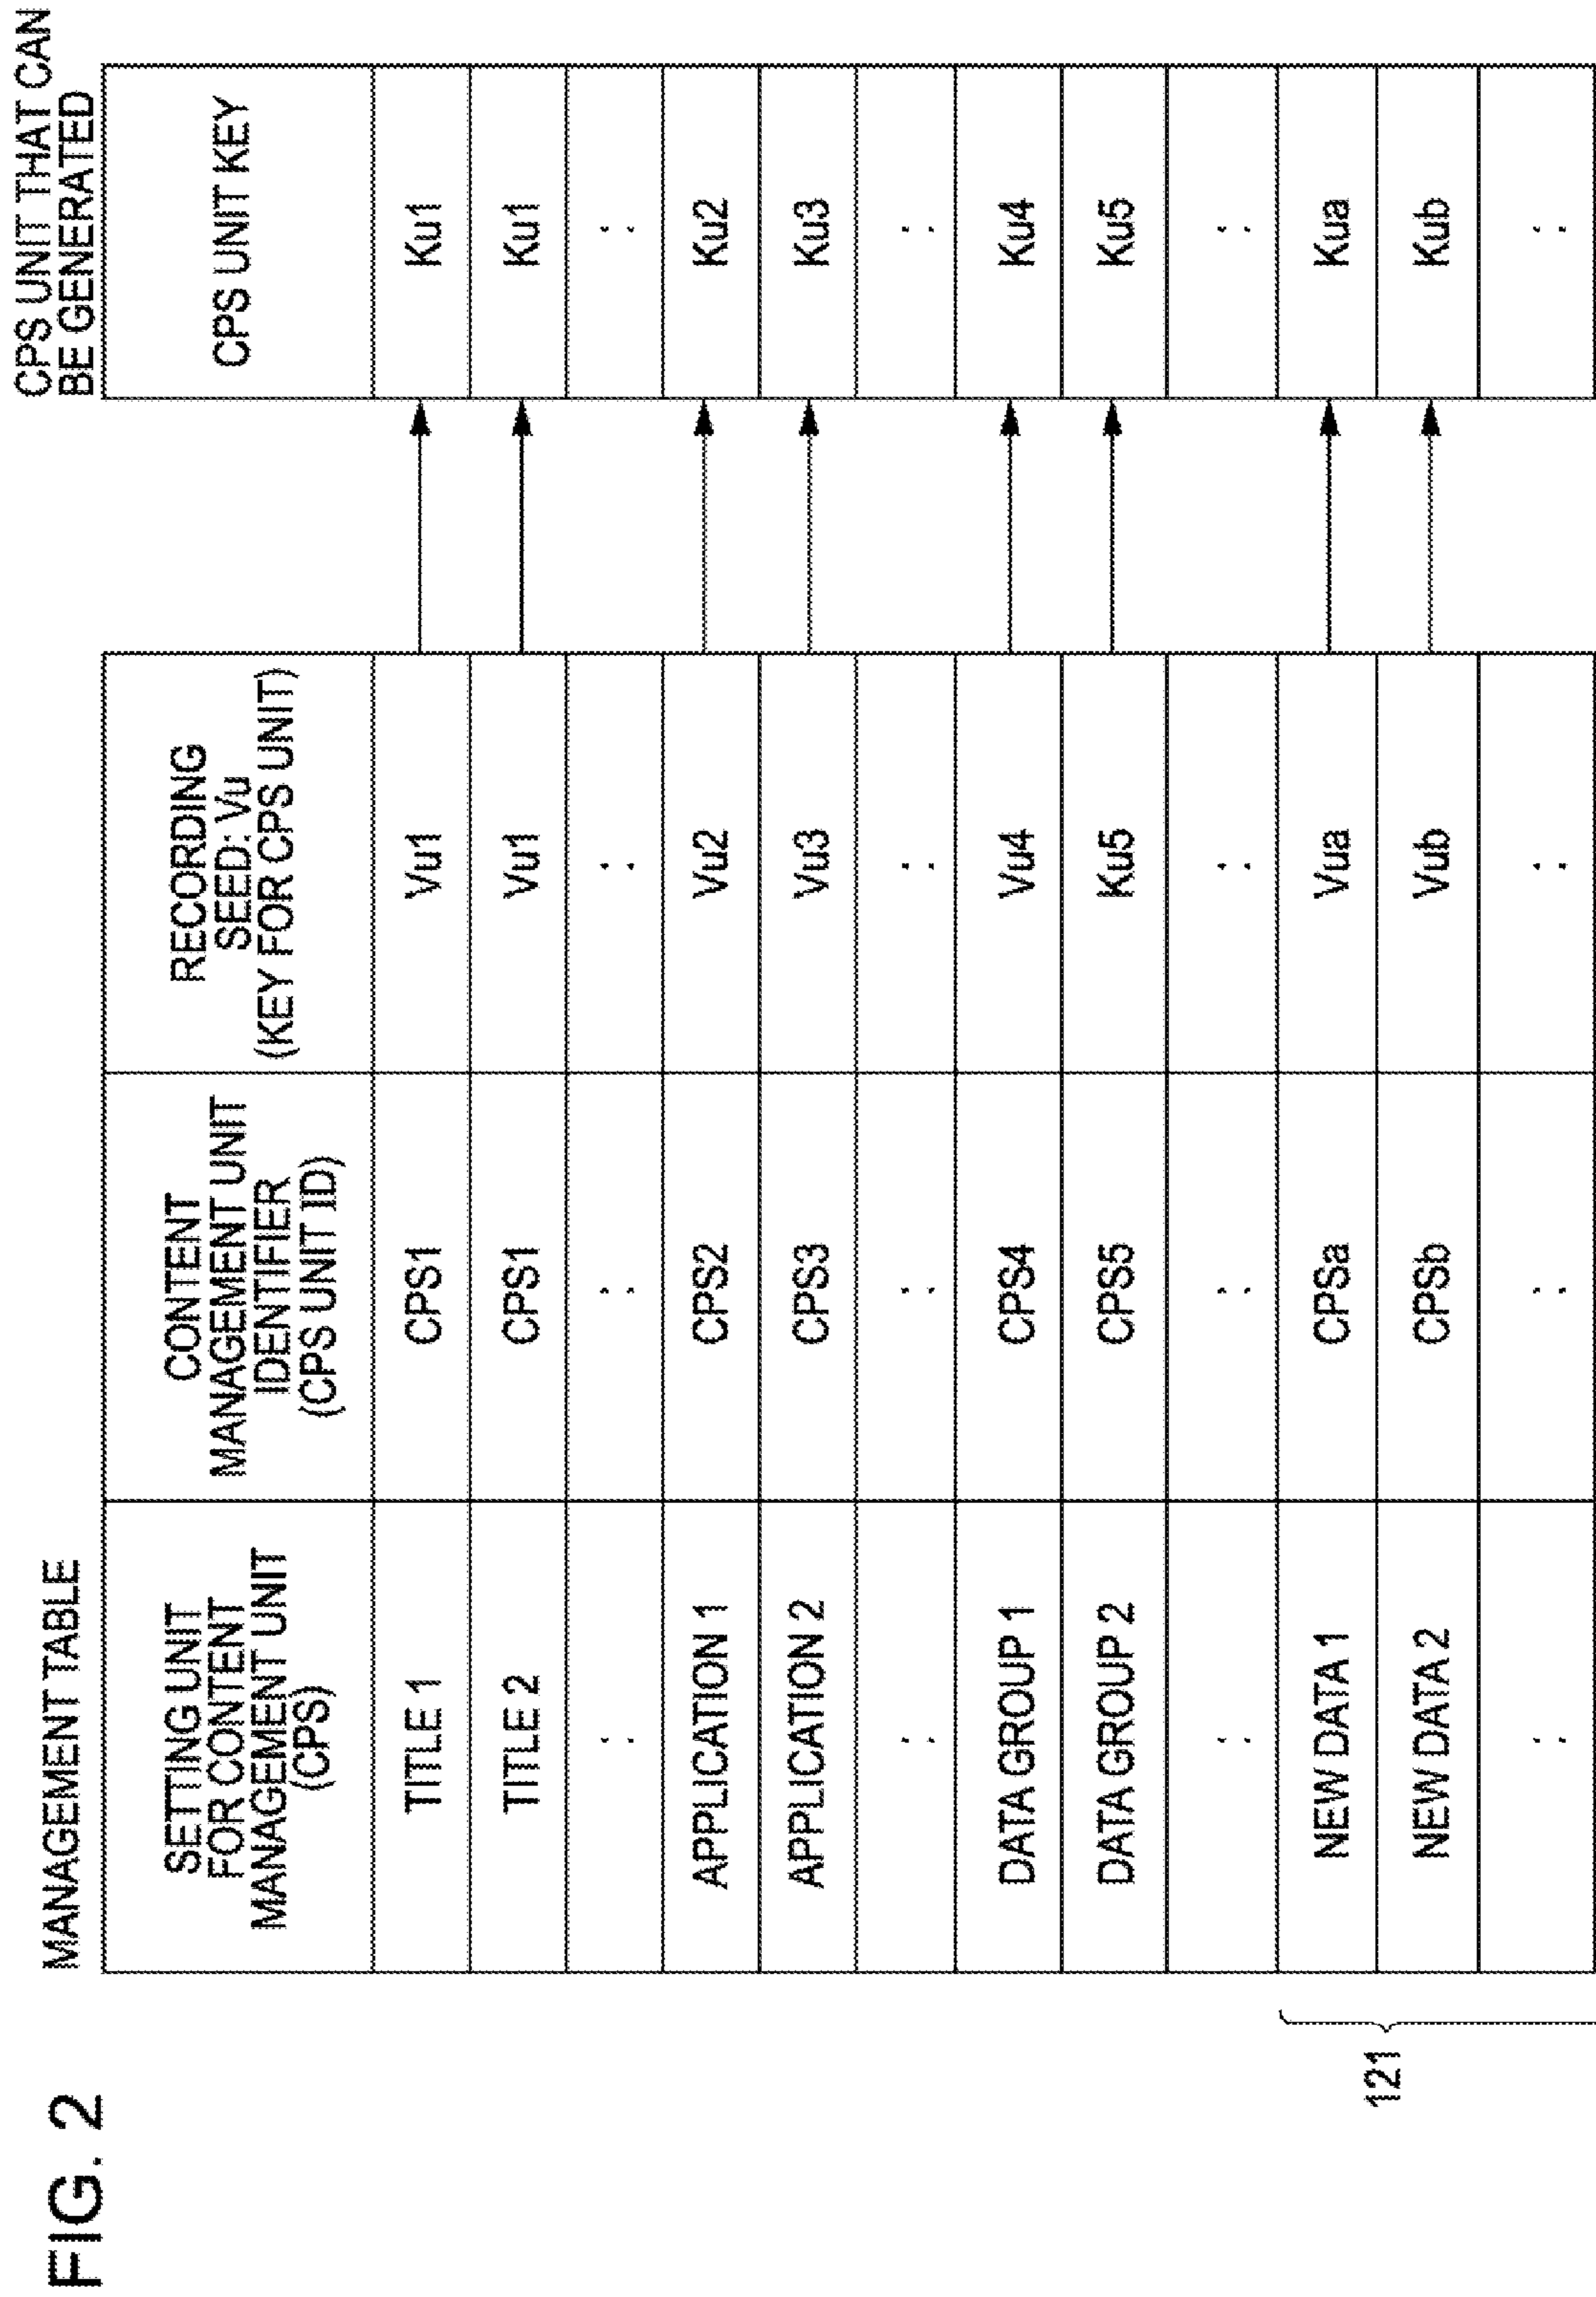 FIG. 2
MANAGEMENT TABLE
SETTING UNIT
FOR CONTENT
MANAGEMENT UNIT
(CPS)
CONTENT
MANAGEMENT UNIT
IDENTIFIER
(CPS UNIT ID)
RECORDING
SEED: Vu
(KEY FOR CPS UNIT)
CPS UNIT THAT CAN
BE GENERATED
CPS UNIT KEY
TITLE 1 CPS1 Vu1 Ku1
TITLE 2 CPS1 Vu1 Ku1
: : : :
APPLICATION 1 CPS2 Vu2 Ku2
APPLICATION 2 CPS3 Vu3 Ku3
: : : :
DATA GROUP 1 CPS4 Vu4 Ku4
DATA GROUP 2 CPS5 Ku5 Ku5
: : : :
121
NEW DATA 1 CPSa Vua Kua
NEW DATA 2 CPSb Vub Kub
: : : :